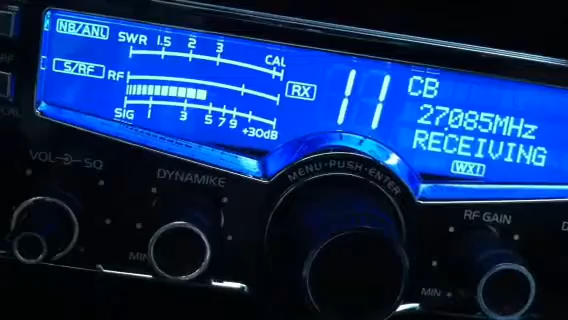 NB/ANL
SWR 1.5 2 3 CAL
S/RF RF
RX
SIG 1 3 5 7 9 +30dB
11
CB
27085MHz
RECEIVING
WX!
VOL SQ
DYNAMIKE
MENU·PUSH·ENTER
RF GAIN
MIN
MIN